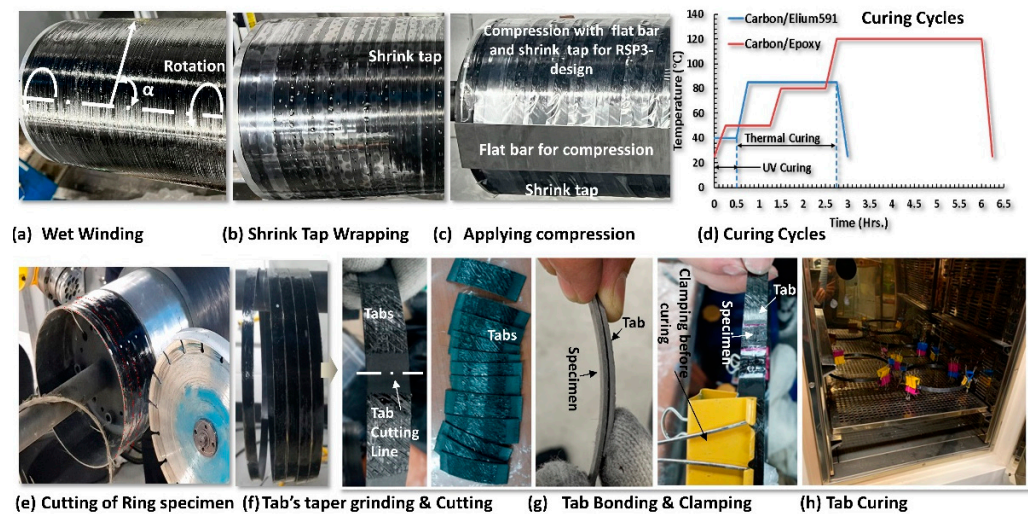 Rotation
α
(a) Wet Winding
Shrink tap
(b) Shrink Tap Wrapping
Compression with flat bar
and shrink tap for RSP3-
design
Flat bar for compression
Shrink tap
(c) Applying compression
Carbon/Elium591
Carbon/Epoxy
Curing Cycles
Temperature (°C)
140
120
100
80
60
40
20
0
Thermal Curing
UV Curing
0 0.5 1 1.5 2 2.5 3 3.5 4 4.5 5 5.5 6 6.5
Time (Hrs.)
(d) Curing Cycles
(e) Cutting of Ring specimen
Tabs
Tab
Cutting
Line
Tabs
(f) Tab's taper grinding & Cutting
Tab
Specimen
Clamping before
curing
Tab
Specimen
(g) Tab Bonding & Clamping
(h) Tab Curing